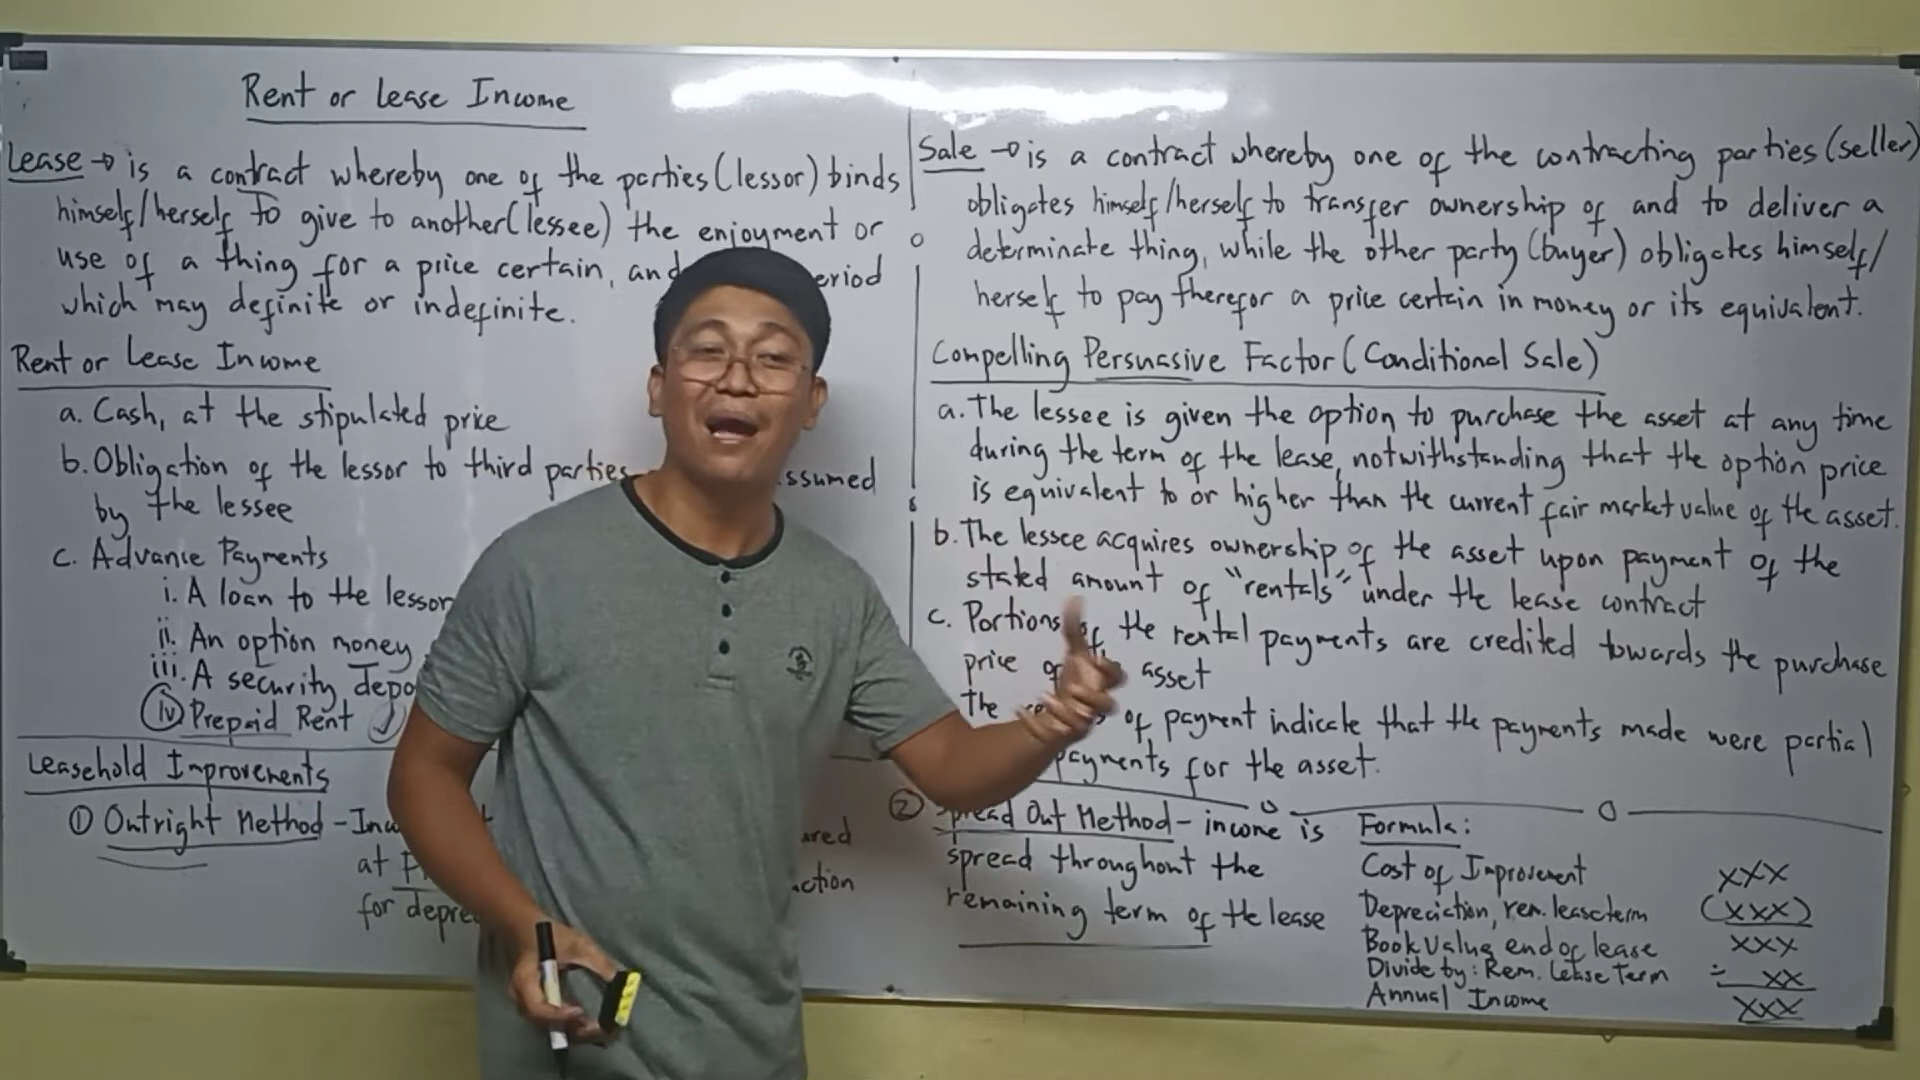 Rent or Lease Income
Lease → is a contract whereby one of the parties (lessor) binds
himself/herself to give to another (lessee) the enjoyment or
use of a thing for a price certain, and eriod
which may definite or indefinite.
Rent or Lease Income
a. Cash, at the stipulated price
b. Obligation of the lessor to third parties ssumed
by the lessee
c. Advance Payments
i. A loan to the lessor
ii. An option money
iii. A security Depo
iv Prepaid Rent
Leasehold Improvements
① Outright Method - Inco
ared
at
ction
for depre
Sale → is a contract whereby one of the contracting parties (seller)
obligates himself/herself to transfer ownership of and to deliver a
determinate thing, while the other party (buyer) obligates himself/
herself to pay therefor a price certain in money or its equivalent.
Compelling Persuasive Factor (Conditional Sale)
a. The lessee is given the option to purchase the asset at any time
during the term of the lease, notwithstanding that the option price
is equivalent to or higher than the current fair market value of the asset.
b. The lessee acquires ownership of the asset upon payment of the
stated amount of "rentals" under the lease contract
c. Portions of the rental payments are credited towards the purchase
price of asset
The of payment indicate that the payments made were partial
payments for the asset.
② Spread Out Method - income is
spread throughout the
remaining term of the lease
Formula:
Cost of Improvement xxx
Depreciation, rem. lease term (xxx)
Book Value, end of lease xxx
Divide by: Rem. Lease Term ÷ xx
Annual Income xxx